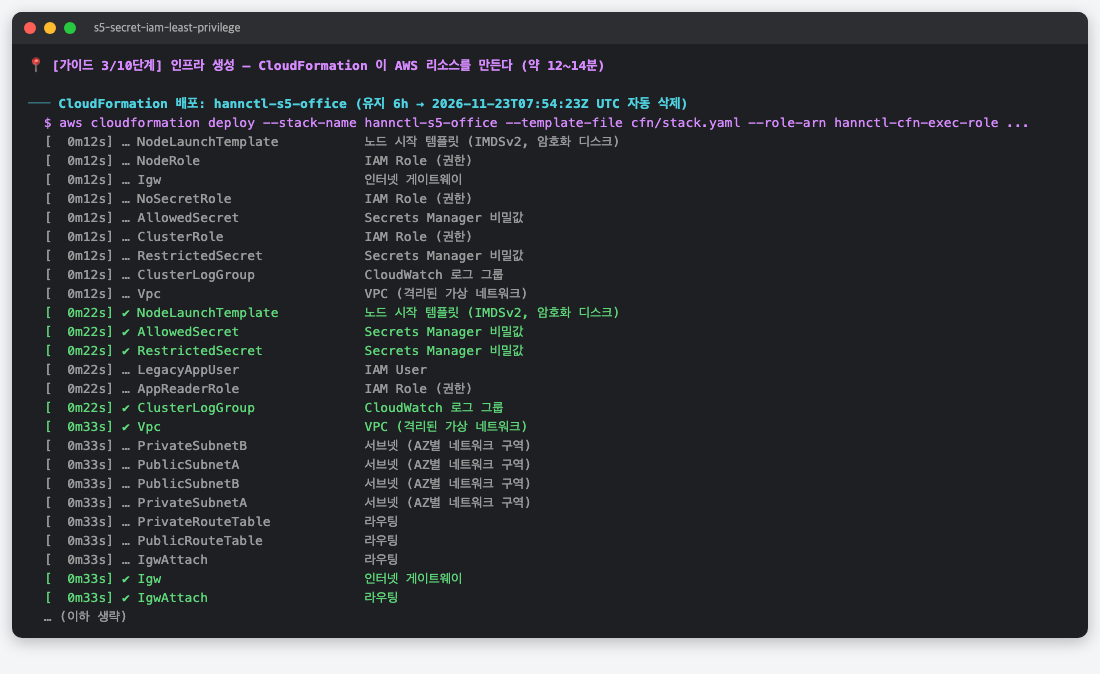 s5-secret-iam-least-privilege
📍 [가이드 3/10단계] 인프라 생성 — CloudFormation 이 AWS 리소스를 만든다 (약 12~14분)
─── CloudFormation 배포: hannctl-s5-office (유지 6h → 2026-11-23T07:54:23Z UTC 자동 삭제)
$ aws cloudformation deploy --stack-name hannctl-s5-office --template-file cfn/stack.yaml --role-arn hannctl-cfn-exec-role ...
[  0m12s] … NodeLaunchTemplate 노드 시작 템플릿 (IMDSv2, 암호화 디스크)
[  0m12s] … NodeRole IAM Role (권한)
[  0m12s] … Igw 인터넷 게이트웨이
[  0m12s] … NoSecretRole IAM Role (권한)
[  0m12s] … AllowedSecret Secrets Manager 비밀값
[  0m12s] … ClusterRole IAM Role (권한)
[  0m12s] … RestrictedSecret Secrets Manager 비밀값
[  0m12s] … ClusterLogGroup CloudWatch 로그 그룹
[  0m12s] … Vpc VPC (격리된 가상 네트워크)
[  0m22s] ✔ NodeLaunchTemplate 노드 시작 템플릿 (IMDSv2, 암호화 디스크)
[  0m22s] ✔ AllowedSecret Secrets Manager 비밀값
[  0m22s] ✔ RestrictedSecret Secrets Manager 비밀값
[  0m22s] … LegacyAppUser IAM User
[  0m22s] … AppReaderRole IAM Role (권한)
[  0m22s] ✔ ClusterLogGroup CloudWatch 로그 그룹
[  0m33s] ✔ Vpc VPC (격리된 가상 네트워크)
[  0m33s] … PrivateSubnetB 서브넷 (AZ별 네트워크 구역)
[  0m33s] … PublicSubnetA 서브넷 (AZ별 네트워크 구역)
[  0m33s] … PublicSubnetB 서브넷 (AZ별 네트워크 구역)
[  0m33s] … PrivateSubnetA 서브넷 (AZ별 네트워크 구역)
[  0m33s] … PrivateRouteTable 라우팅
[  0m33s] … PublicRouteTable 라우팅
[  0m33s] … IgwAttach 라우팅
[  0m33s] ✔ Igw 인터넷 게이트웨이
[  0m33s] ✔ IgwAttach 라우팅
… (이하 생략)